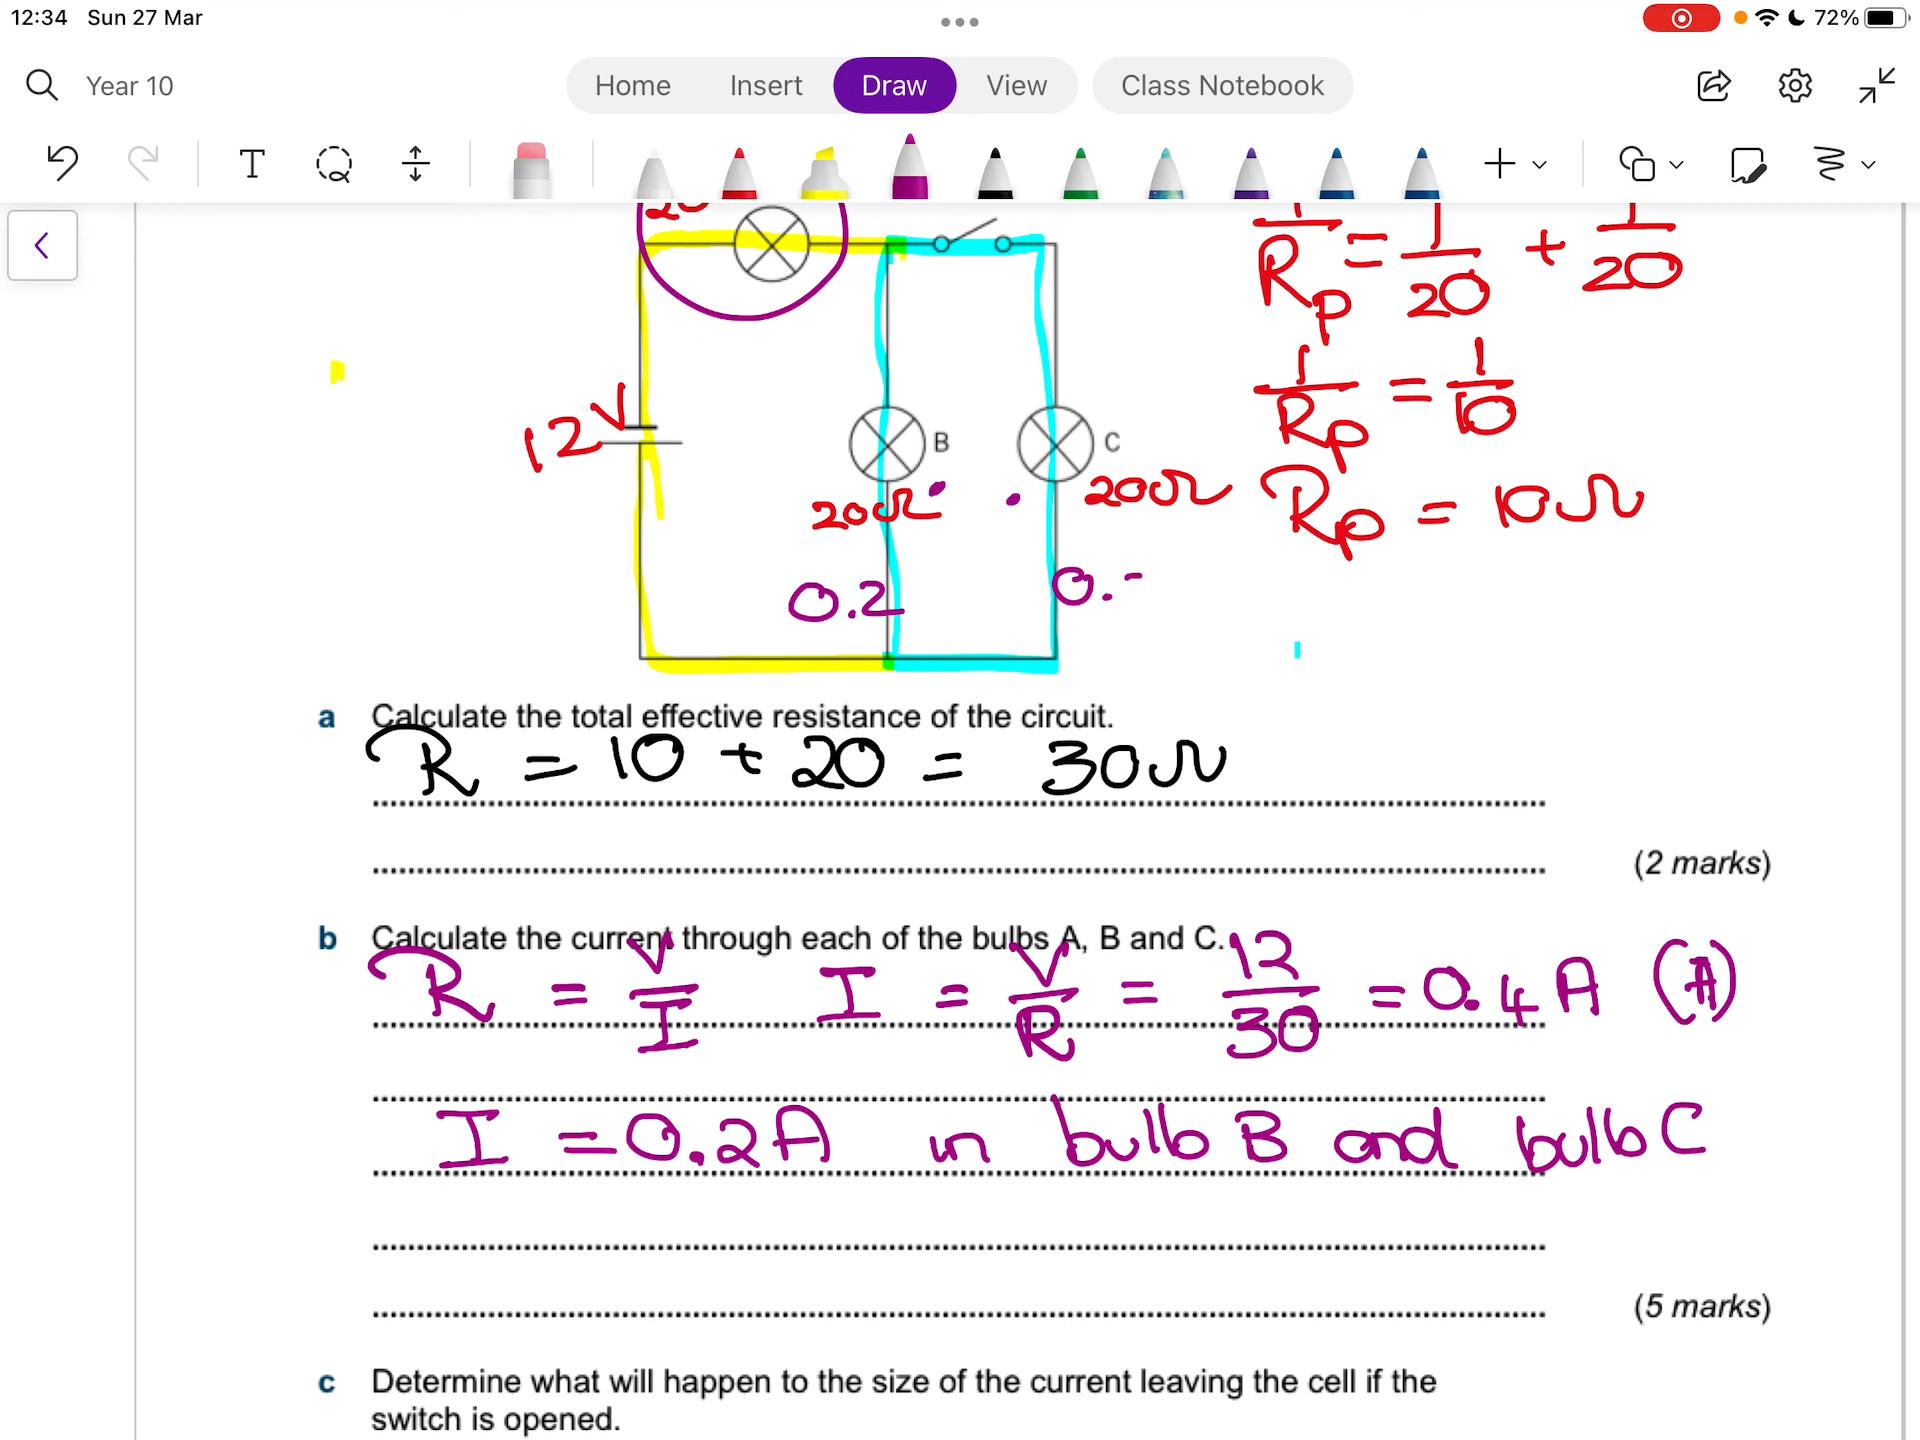 12:34 Sun 27 Mar
72%
Year 10
Home Insert Draw View Class Notebook
T
20
1/Rp = 1/20 + 1/20
1/Rp = 1/10
12V
B
C
20Ω
20Ω
Rp = 10Ω
0.2
0.-
a Calculate the total effective resistance of the circuit.
R = 10 + 20 = 30Ω
(2 marks)
b Calculate the current through each of the bulbs A, B and C.
R = V/I I = V/R = 12/30 = 0.4A (A)
I = 0.2A in bulb B and bulb C
(5 marks)
c Determine what will happen to the size of the current leaving the cell if the
switch is opened.